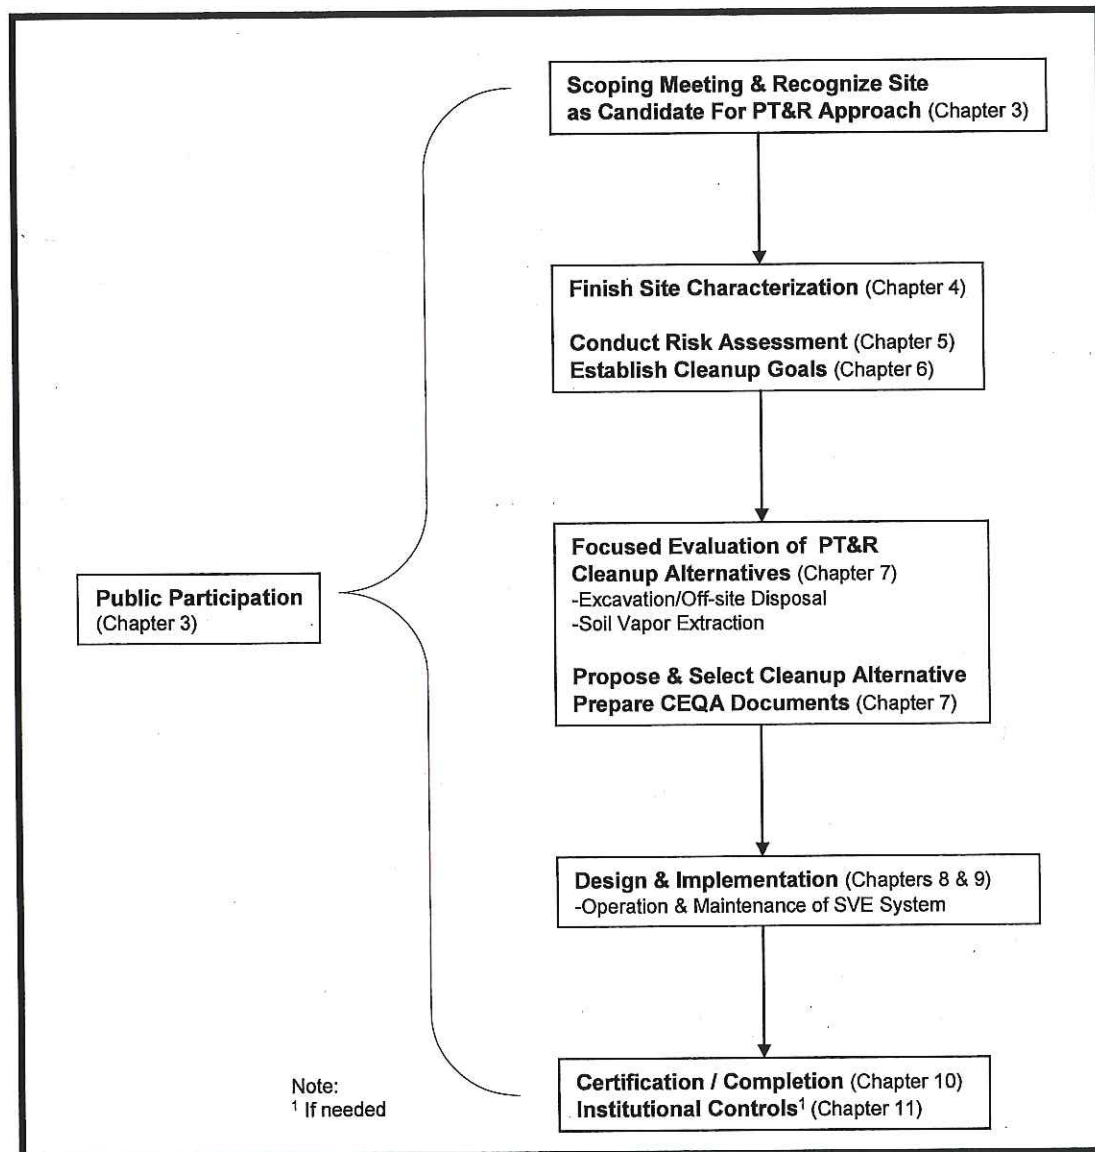 Scoping Meeting & Recognize Site
as Candidate For PT&R Approach (Chapter 3)
Finish Site Characterization (Chapter 4)
Conduct Risk Assessment (Chapter 5)
Establish Cleanup Goals (Chapter 6)
Focused Evaluation of PT&R
Cleanup Alternatives (Chapter 7)
-Excavation/Off-site Disposal
-Soil Vapor Extraction
Propose & Select Cleanup Alternative
Prepare CEQA Documents (Chapter 7)
Public Participation
(Chapter 3)
Design & Implementation (Chapters 8 & 9)
-Operation & Maintenance of SVE System
Certification / Completion (Chapter 10)
Institutional Controls¹ (Chapter 11)
Note:
¹ If needed